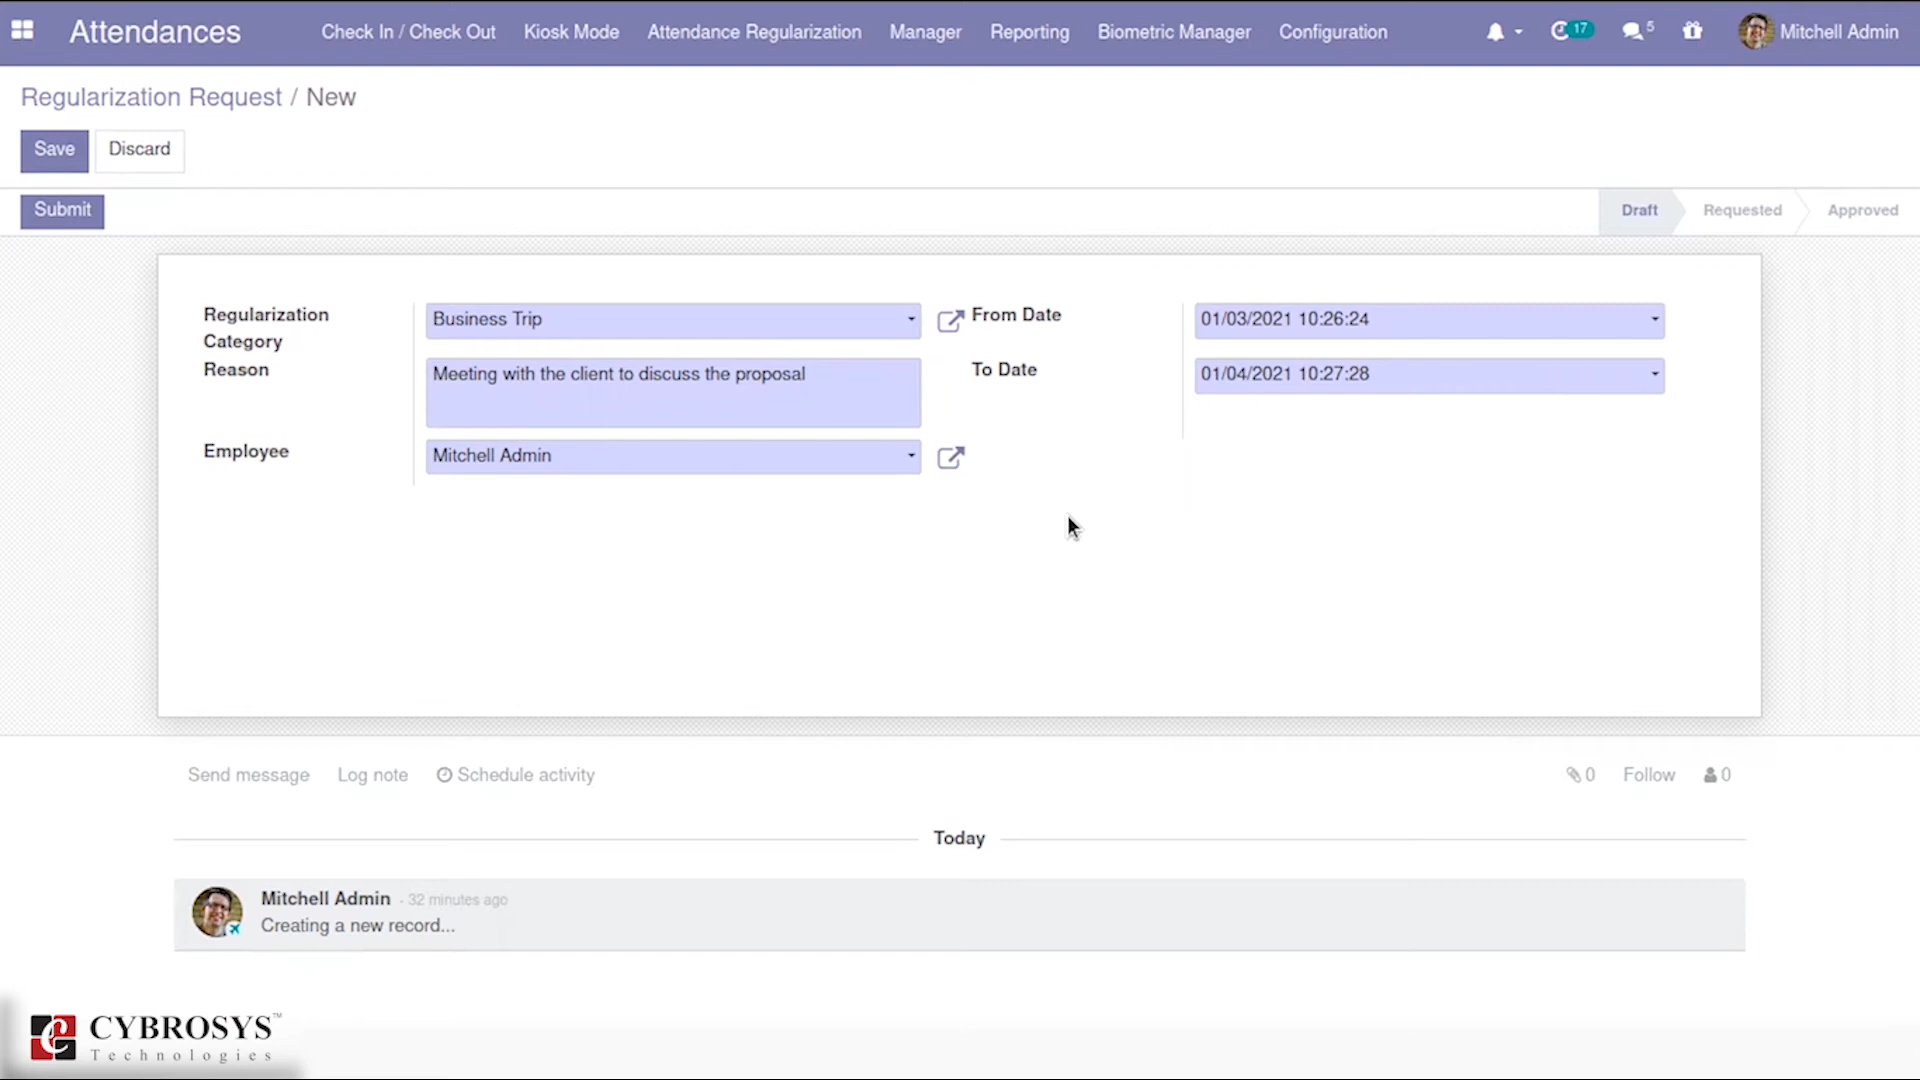 Attendances Check In / Check Out Kiosk Mode Attendance Regularization Manager Reporting Biometric Manager Configuration 17 5 Mitchell Admin
Regularization Request / New
Save Discard
Submit Draft Requested Approved
Regularization Category Business Trip From Date 01/03/2021 10:26:24
Reason Meeting with the client to discuss the proposal To Date 01/04/2021 10:27:28
Employee Mitchell Admin
Send message Log note Schedule activity 0 Follow 0
Today
Mitchell Admin - 32 minutes ago
Creating a new record...
CYBROSYS™
Technologies